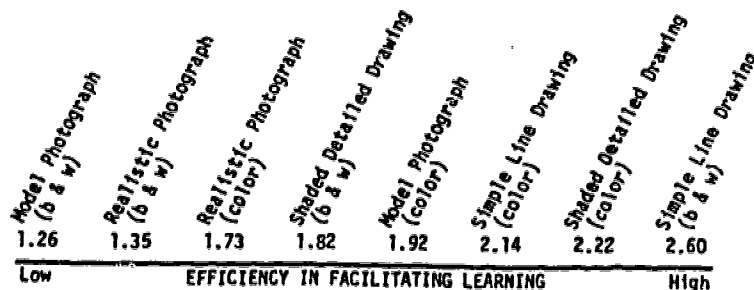 Model Photograph
(b & w)
Realistic Photograph
(b & w)
Realistic Photograph
(color)
Shaded Detailed Drawing
(b & w)
Model Photograph
(color)
Simple Line Drawing
(color)
Shaded Detailed Drawing
(color)
Simple Line Drawing
(b & w)
1.26 1.35 1.73 1.82 1.92 2.14 2.22 2.60
Low EFFICIENCY IN FACILITATING LEARNING High